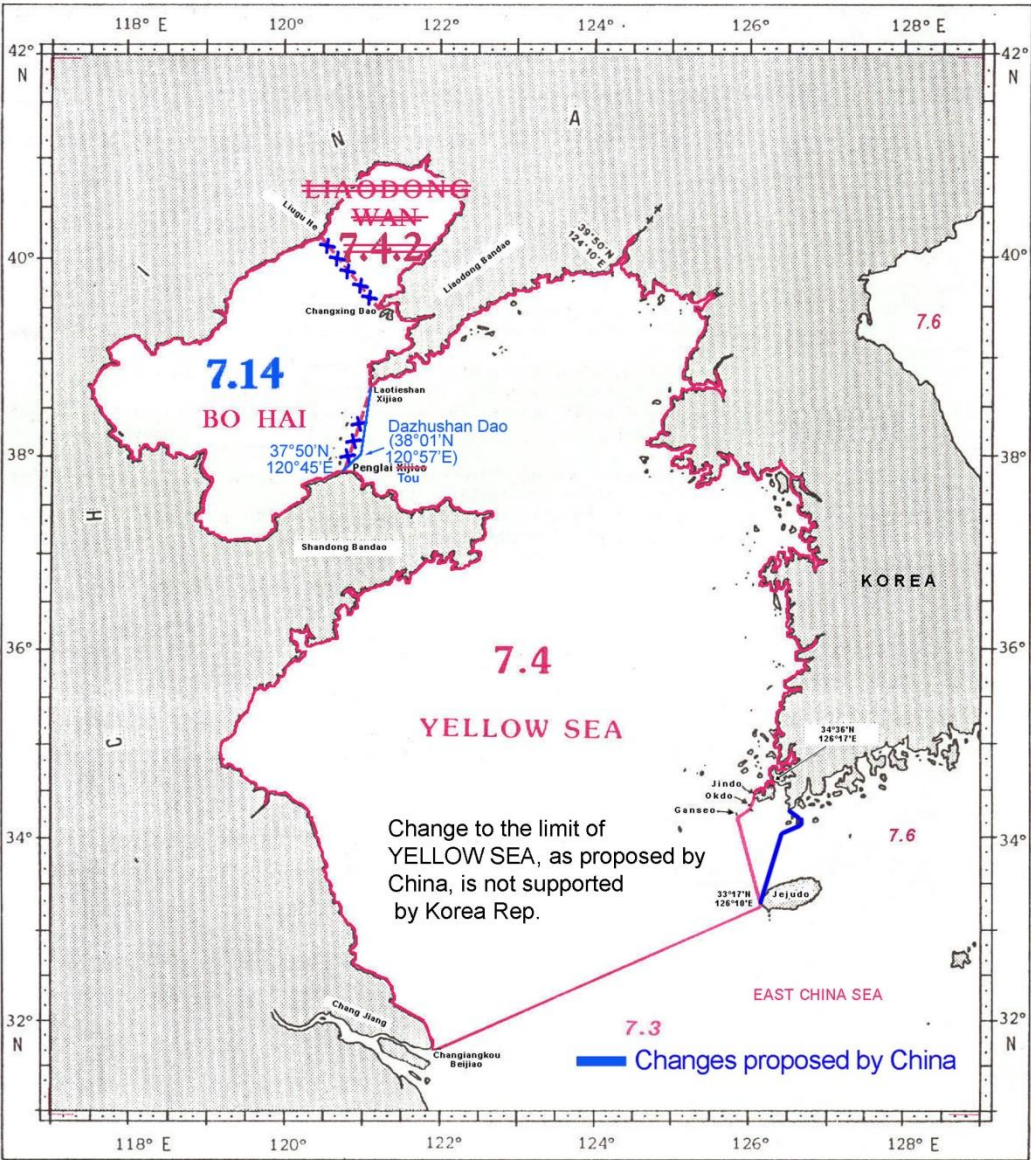 118° E
120°
122°
124°
126°
128° E
42°
N
42°
N
A
N
I
H
C
LIAODONG
WAN
7.4.2
Liugu He
39°50'N
124°10'E
40°
40°
Liaodong Bandao
Changxing Dao
7.6
7.14
BO HAI
Laotieshan
Xijiao
Dazhushan Dao
(38°01'N
120°57'E)
37°50'N
120°45'E
Penglai Xijiao
Tou
38°
38°
Shandong Bandao
KOREA
36°
36°
7.4
YELLOW SEA
34°36'N
126°17'E
Jindo
Okdo
Ganseo
34°
34°
7.6
Change to the limit of
YELLOW SEA, as proposed by
China, is not supported
by Korea Rep.
33°17'N
126°10'E
Jejudo
EAST CHINA SEA
Chang Jiang
32°
N
32°
N
7.3
Changjiangkou
Beijiao
Changes proposed by China
118° E
120°
122°
124°
126°
128° E